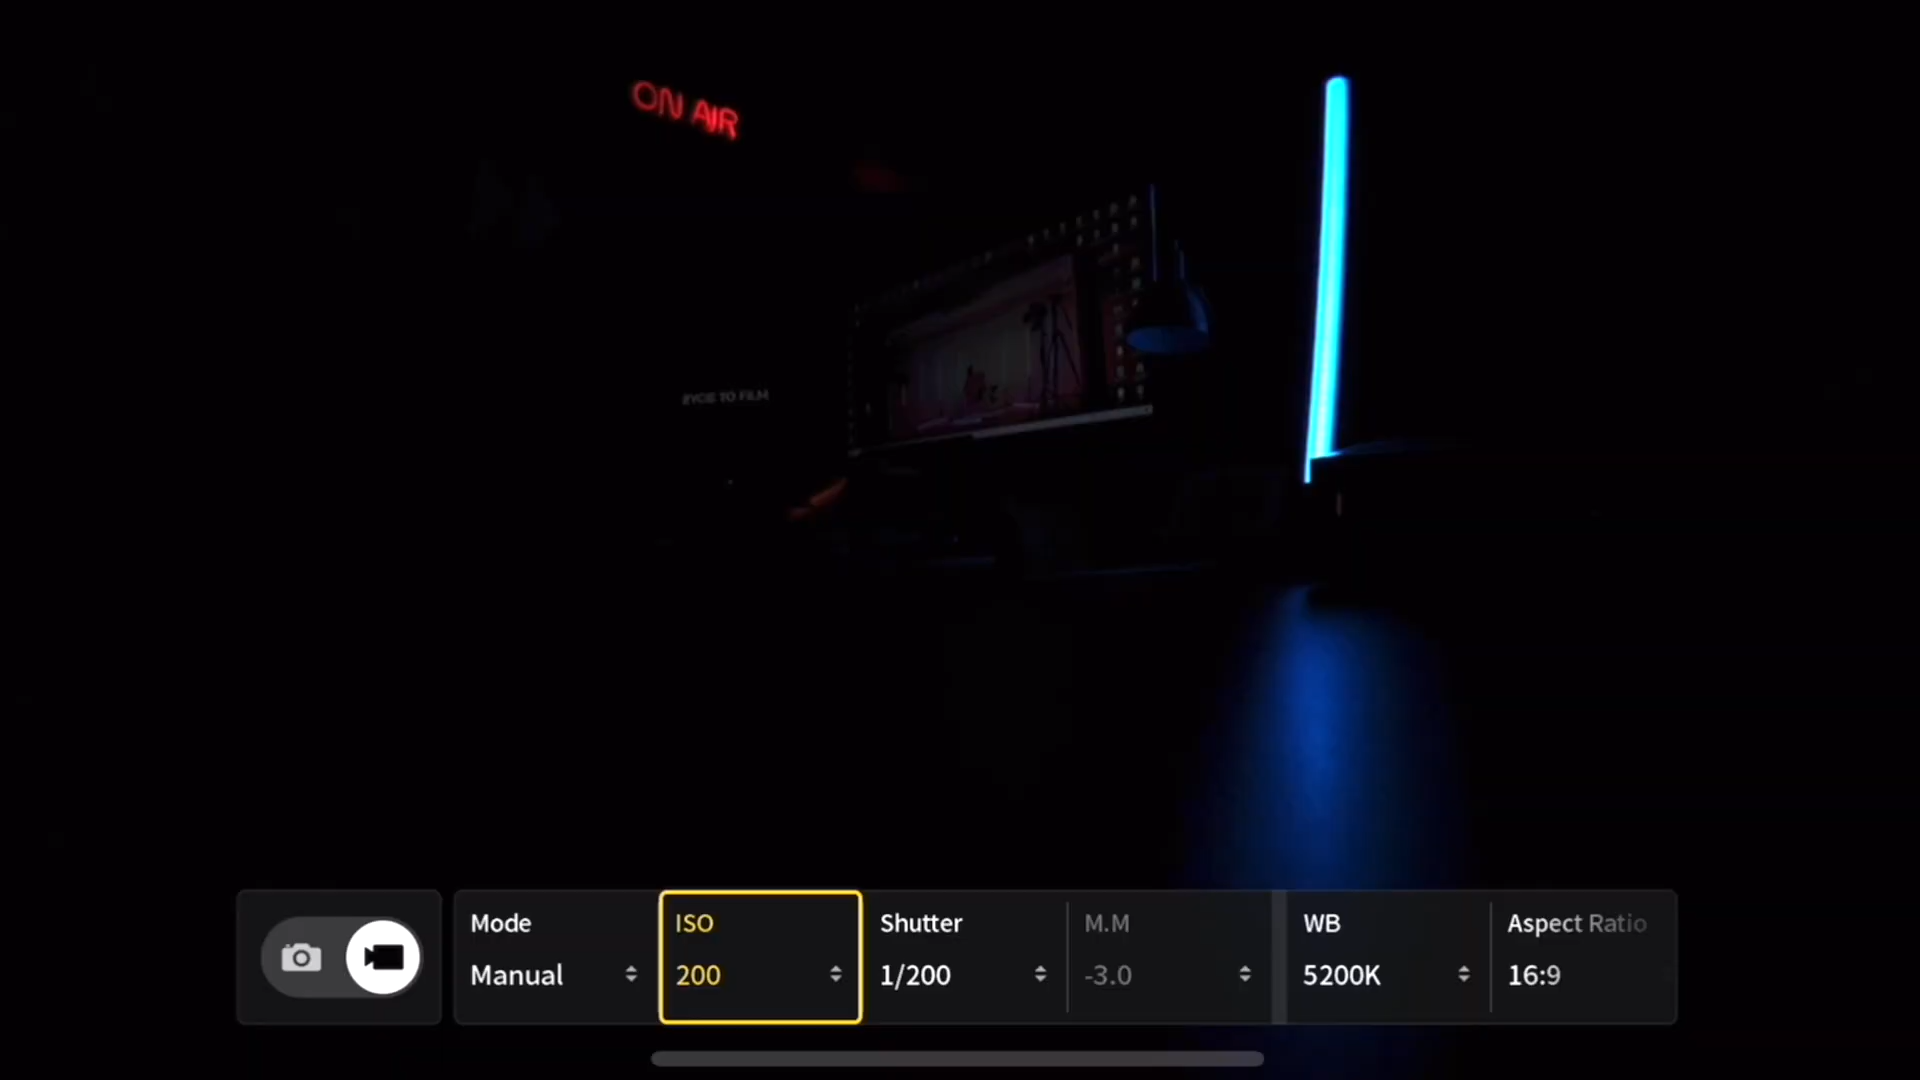 ON AIR
Mode
Manual
ISO
200
Shutter
1/200
M.M
-3.0
WB
5200K
Aspect Ratio
16:9